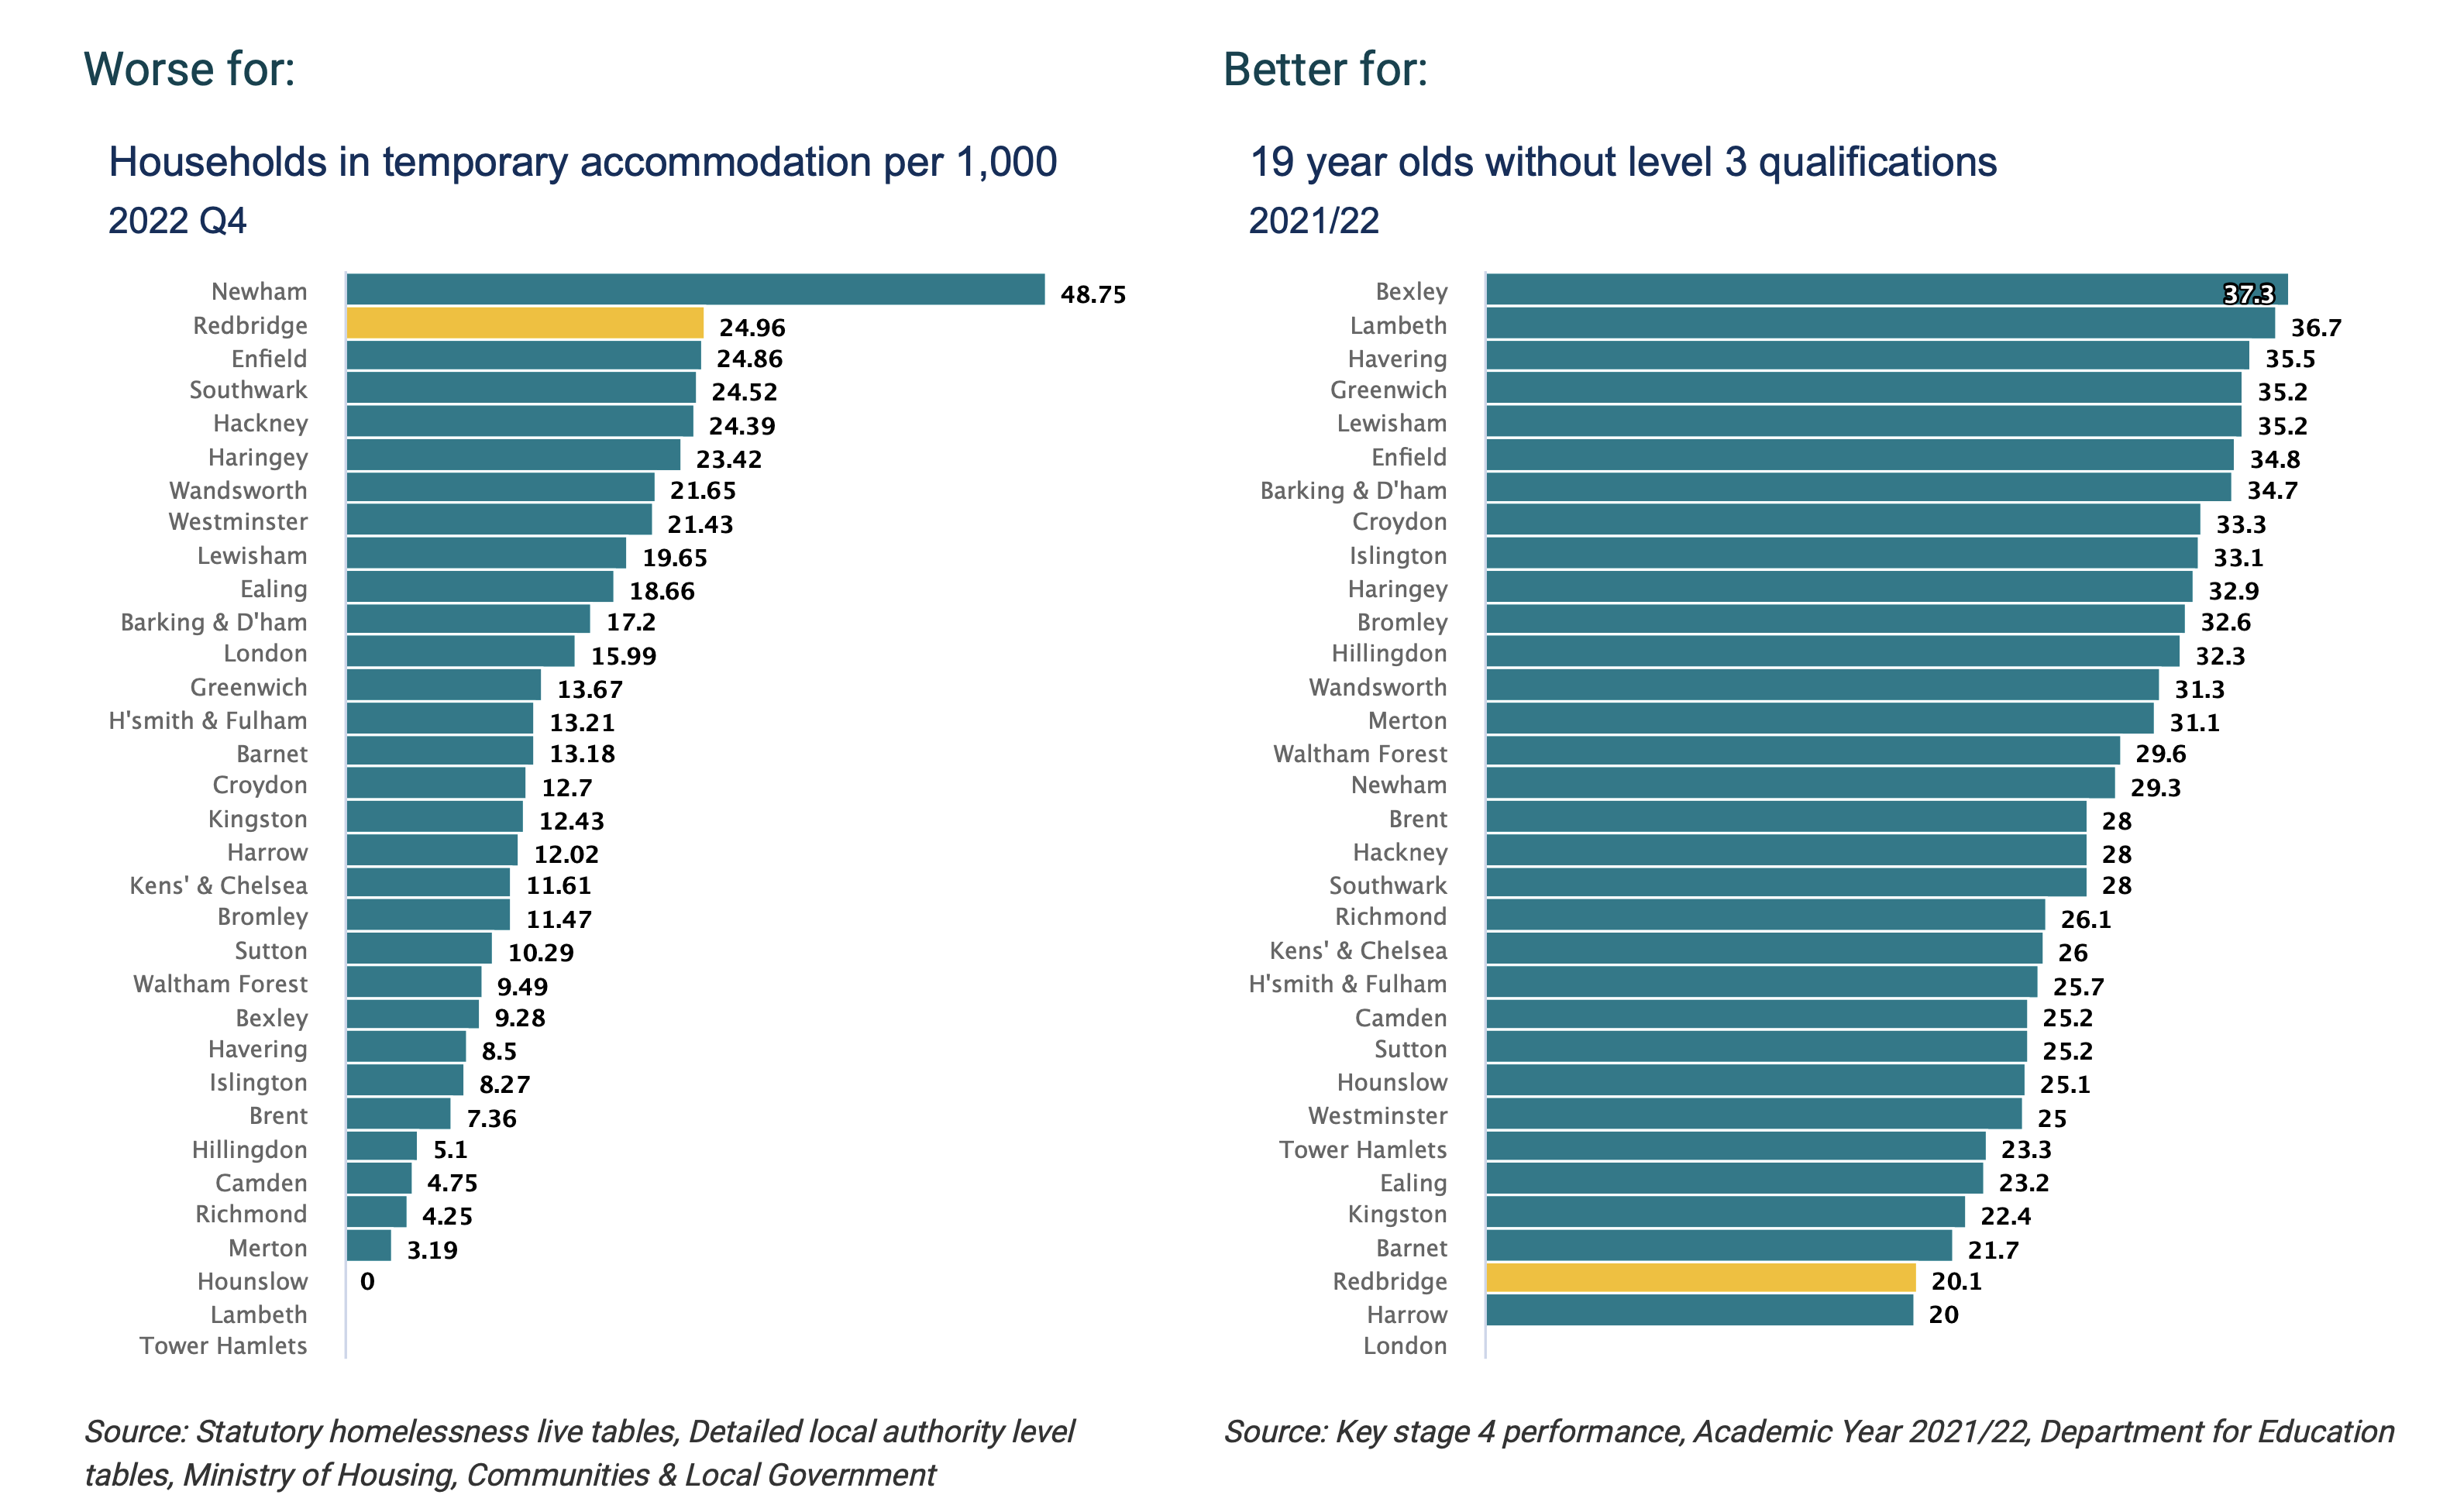 Worse for:
Households in temporary accommodation per 1,000
2022 Q4
Newham 48.75
Redbridge 24.96
Enfield 24.86
Southwark 24.52
Hackney 24.39
Haringey 23.42
Wandsworth 21.65
Westminster 21.43
Lewisham 19.65
Ealing 18.66
Barking & D'ham 17.2
London 15.99
Greenwich 13.67
H'smith & Fulham 13.21
Barnet 13.18
Croydon 12.7
Kingston 12.43
Harrow 12.02
Kens' & Chelsea 11.61
Bromley 11.47
Sutton 10.29
Waltham Forest 9.49
Bexley 9.28
Havering 8.5
Islington 8.27
Brent 7.36
Hillingdon 5.1
Camden 4.75
Richmond 4.25
Merton 3.19
Hounslow 0
Lambeth
Tower Hamlets
Source: Statutory homelessness live tables, Detailed local authority level
tables, Ministry of Housing, Communities & Local Government
Better for:
19 year olds without level 3 qualifications
2021/22
Bexley 37.3
Lambeth 36.7
Havering 35.5
Greenwich 35.2
Lewisham 35.2
Enfield 34.8
Barking & D'ham 34.7
Croydon 33.3
Islington 33.1
Haringey 32.9
Bromley 32.6
Hillingdon 32.3
Wandsworth 31.3
Merton 31.1
Waltham Forest 29.6
Newham 29.3
Brent 28
Hackney 28
Southwark 28
Richmond 26.1
Kens' & Chelsea 26
H'smith & Fulham 25.7
Camden 25.2
Sutton 25.2
Hounslow 25.1
Westminster 25
Tower Hamlets 23.3
Ealing 23.2
Kingston 22.4
Barnet 21.7
Redbridge 20.1
Harrow 20
London
Source: Key stage 4 performance, Academic Year 2021/22, Department for Education